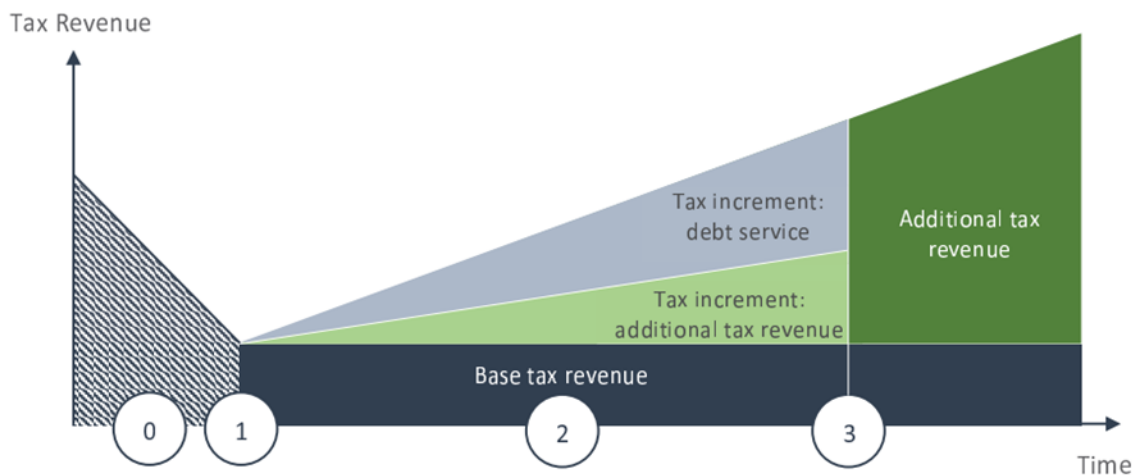 Tax Revenue
Tax increment:
debt service
Additional tax
revenue
Tax increment:
additional tax revenue
Base tax revenue
0
1
2
3
Time